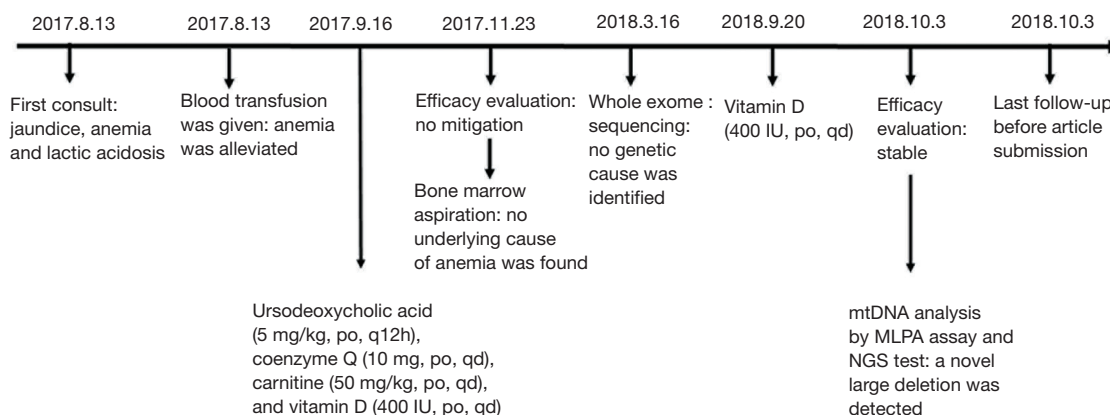 2017.8.13
2017.8.13
2017.9.16
2017.11.23
2018.3.16
2018.9.20
2018.10.3
2018.10.3
First consult:
jaundice, anemia
and lactic acidosis
Blood transfusion
was given: anemia
was alleviated
Ursodeoxycholic acid
(5 mg/kg, po, q12h),
coenzyme Q (10 mg, po, qd),
carnitine (50 mg/kg, po, qd),
and vitamin D (400 IU, po, qd)
Efficacy evaluation:
no mitigation
Bone marrow
aspiration: no
underlying cause
of anemia was found
Whole exome :
sequencing:
no genetic
cause was
identified
Vitamin D
(400 IU, po, qd)
Efficacy
evaluation:
stable
mtDNA analysis
by MLPA assay and
NGS test: a novel
large deletion was
detected
Last follow-up
before article
submission